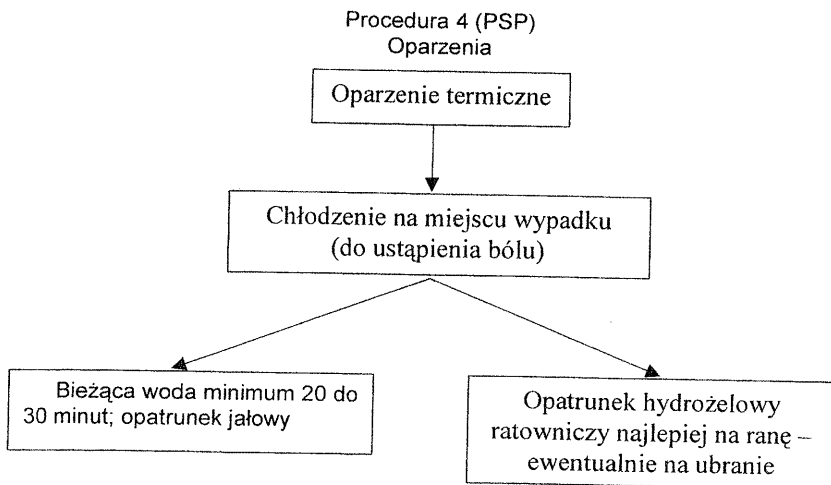 Procedura 4 (PSP)
Oparzenia
Oparzenie termiczne
Chłodzenie na miejscu wypadku
(do ustąpienia bólu)
Bieżąca woda minimum 20 do
30 minut; opatrunek jałowy
Opatrunek hydrożelowy
ratowniczy najlepiej na ranę –
ewentualnie na ubranie